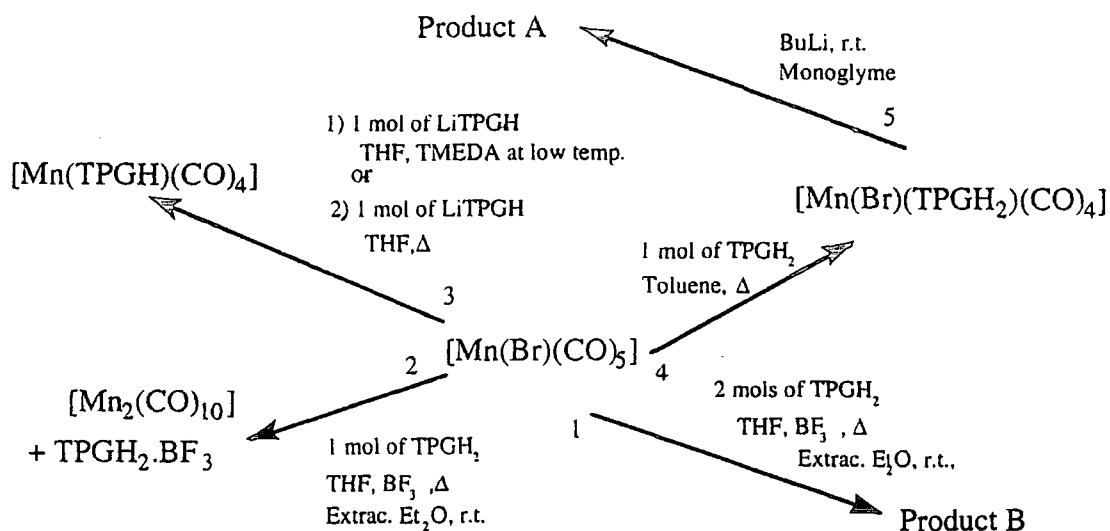 Product A
BuLi, r.t.
Monoglyme
5
1) 1 mol of LiTPGH
THF, TMEDA at low temp.
or
2) 1 mol of LiTPGH
THF,Δ
3
[Mn(TPGH)(CO)₄]
[Mn(Br)(TPGH₂)(CO)₄]
1 mol of TPGH₂
Toluene, Δ
4
[Mn(Br)(CO)₅]
2
[Mn₂(CO)₁₀]
+ TPGH₂.BF₃
1 mol of TPGH₂
THF, BF₃ ,Δ
Extrac. Et₂O, r.t.
1
2 mols of TPGH₂
THF, BF₃ , Δ
Extrac. Et₂O, r.t.,
Product B